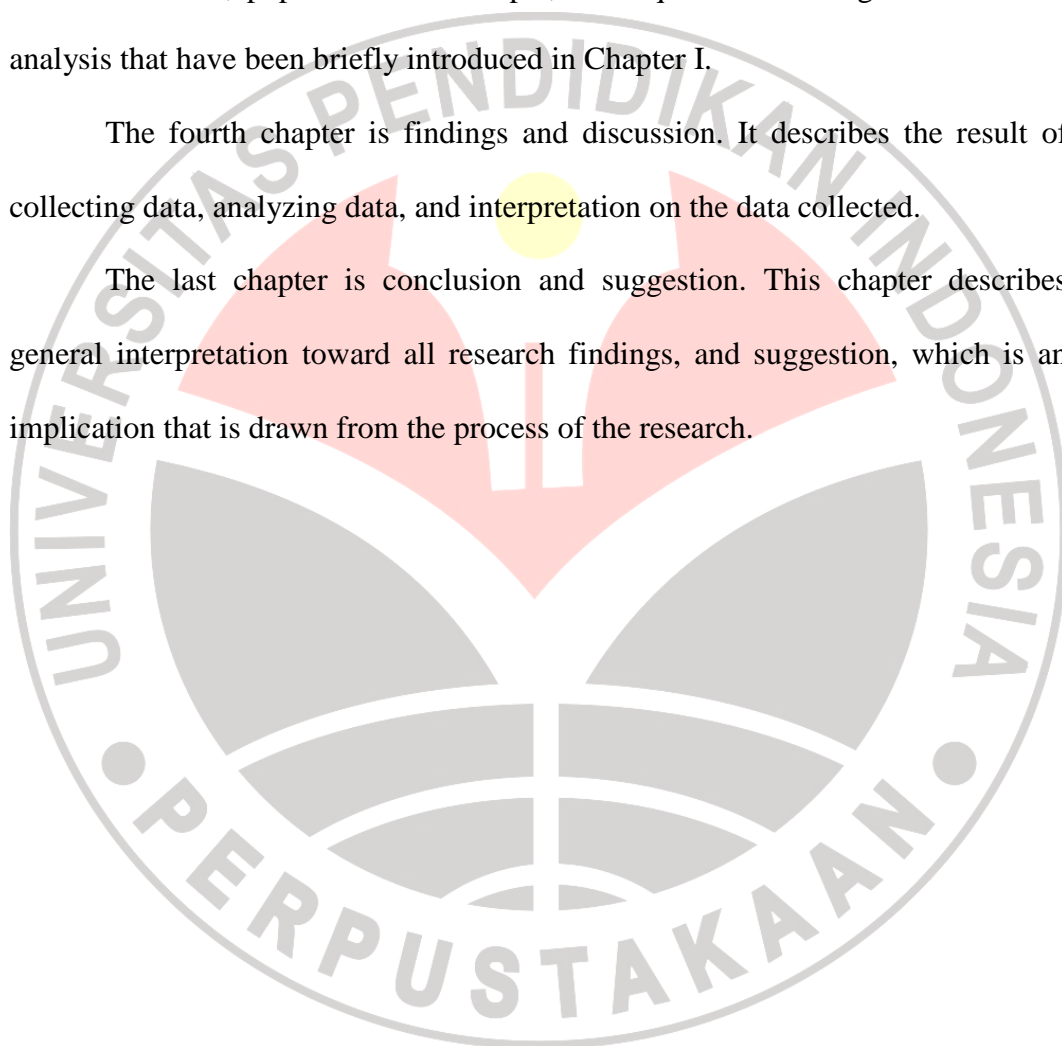 analysis that have been briefly introduced in Chapter I.
The fourth chapter is findings and discussion. It describes the result of
collecting data, analyzing data, and interpretation on the data collected.
The last chapter is conclusion and suggestion. This chapter describes
general interpretation toward all research findings, and suggestion, which is an
implication that is drawn from the process of the research.
UNIVERSITAS PENDIDIKAN INDONESIA
PERPUSTAKAAN